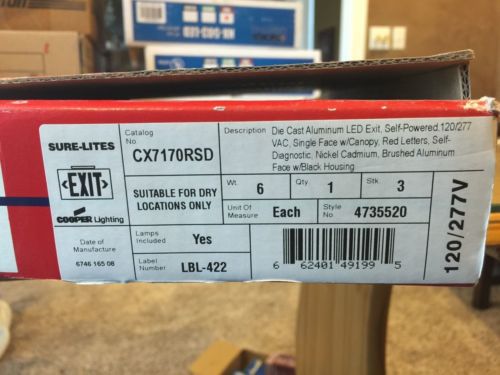 SURE-LITES
EXIT
COOPER Lighting
Date of
Manufacture
6746 165 08
Catalog
No
CX7170RSD
SUITABLE FOR DRY
LOCATIONS ONLY
Lamps
Included
Yes
Label
Number
LBL-422
Description
Die Cast Aluminum LED Exit, Self-Powered,120/277
VAC, Single Face w/Canopy, Red Letters, Self-
Diagnostic, Nickel Cadmium, Brushed Aluminum
Face w/Black Housing
Wt. 6 Qty 1 Stk 3
Unit Of
Measure
Each
Style
No
4735520
6 62401 49199 5
120/277V